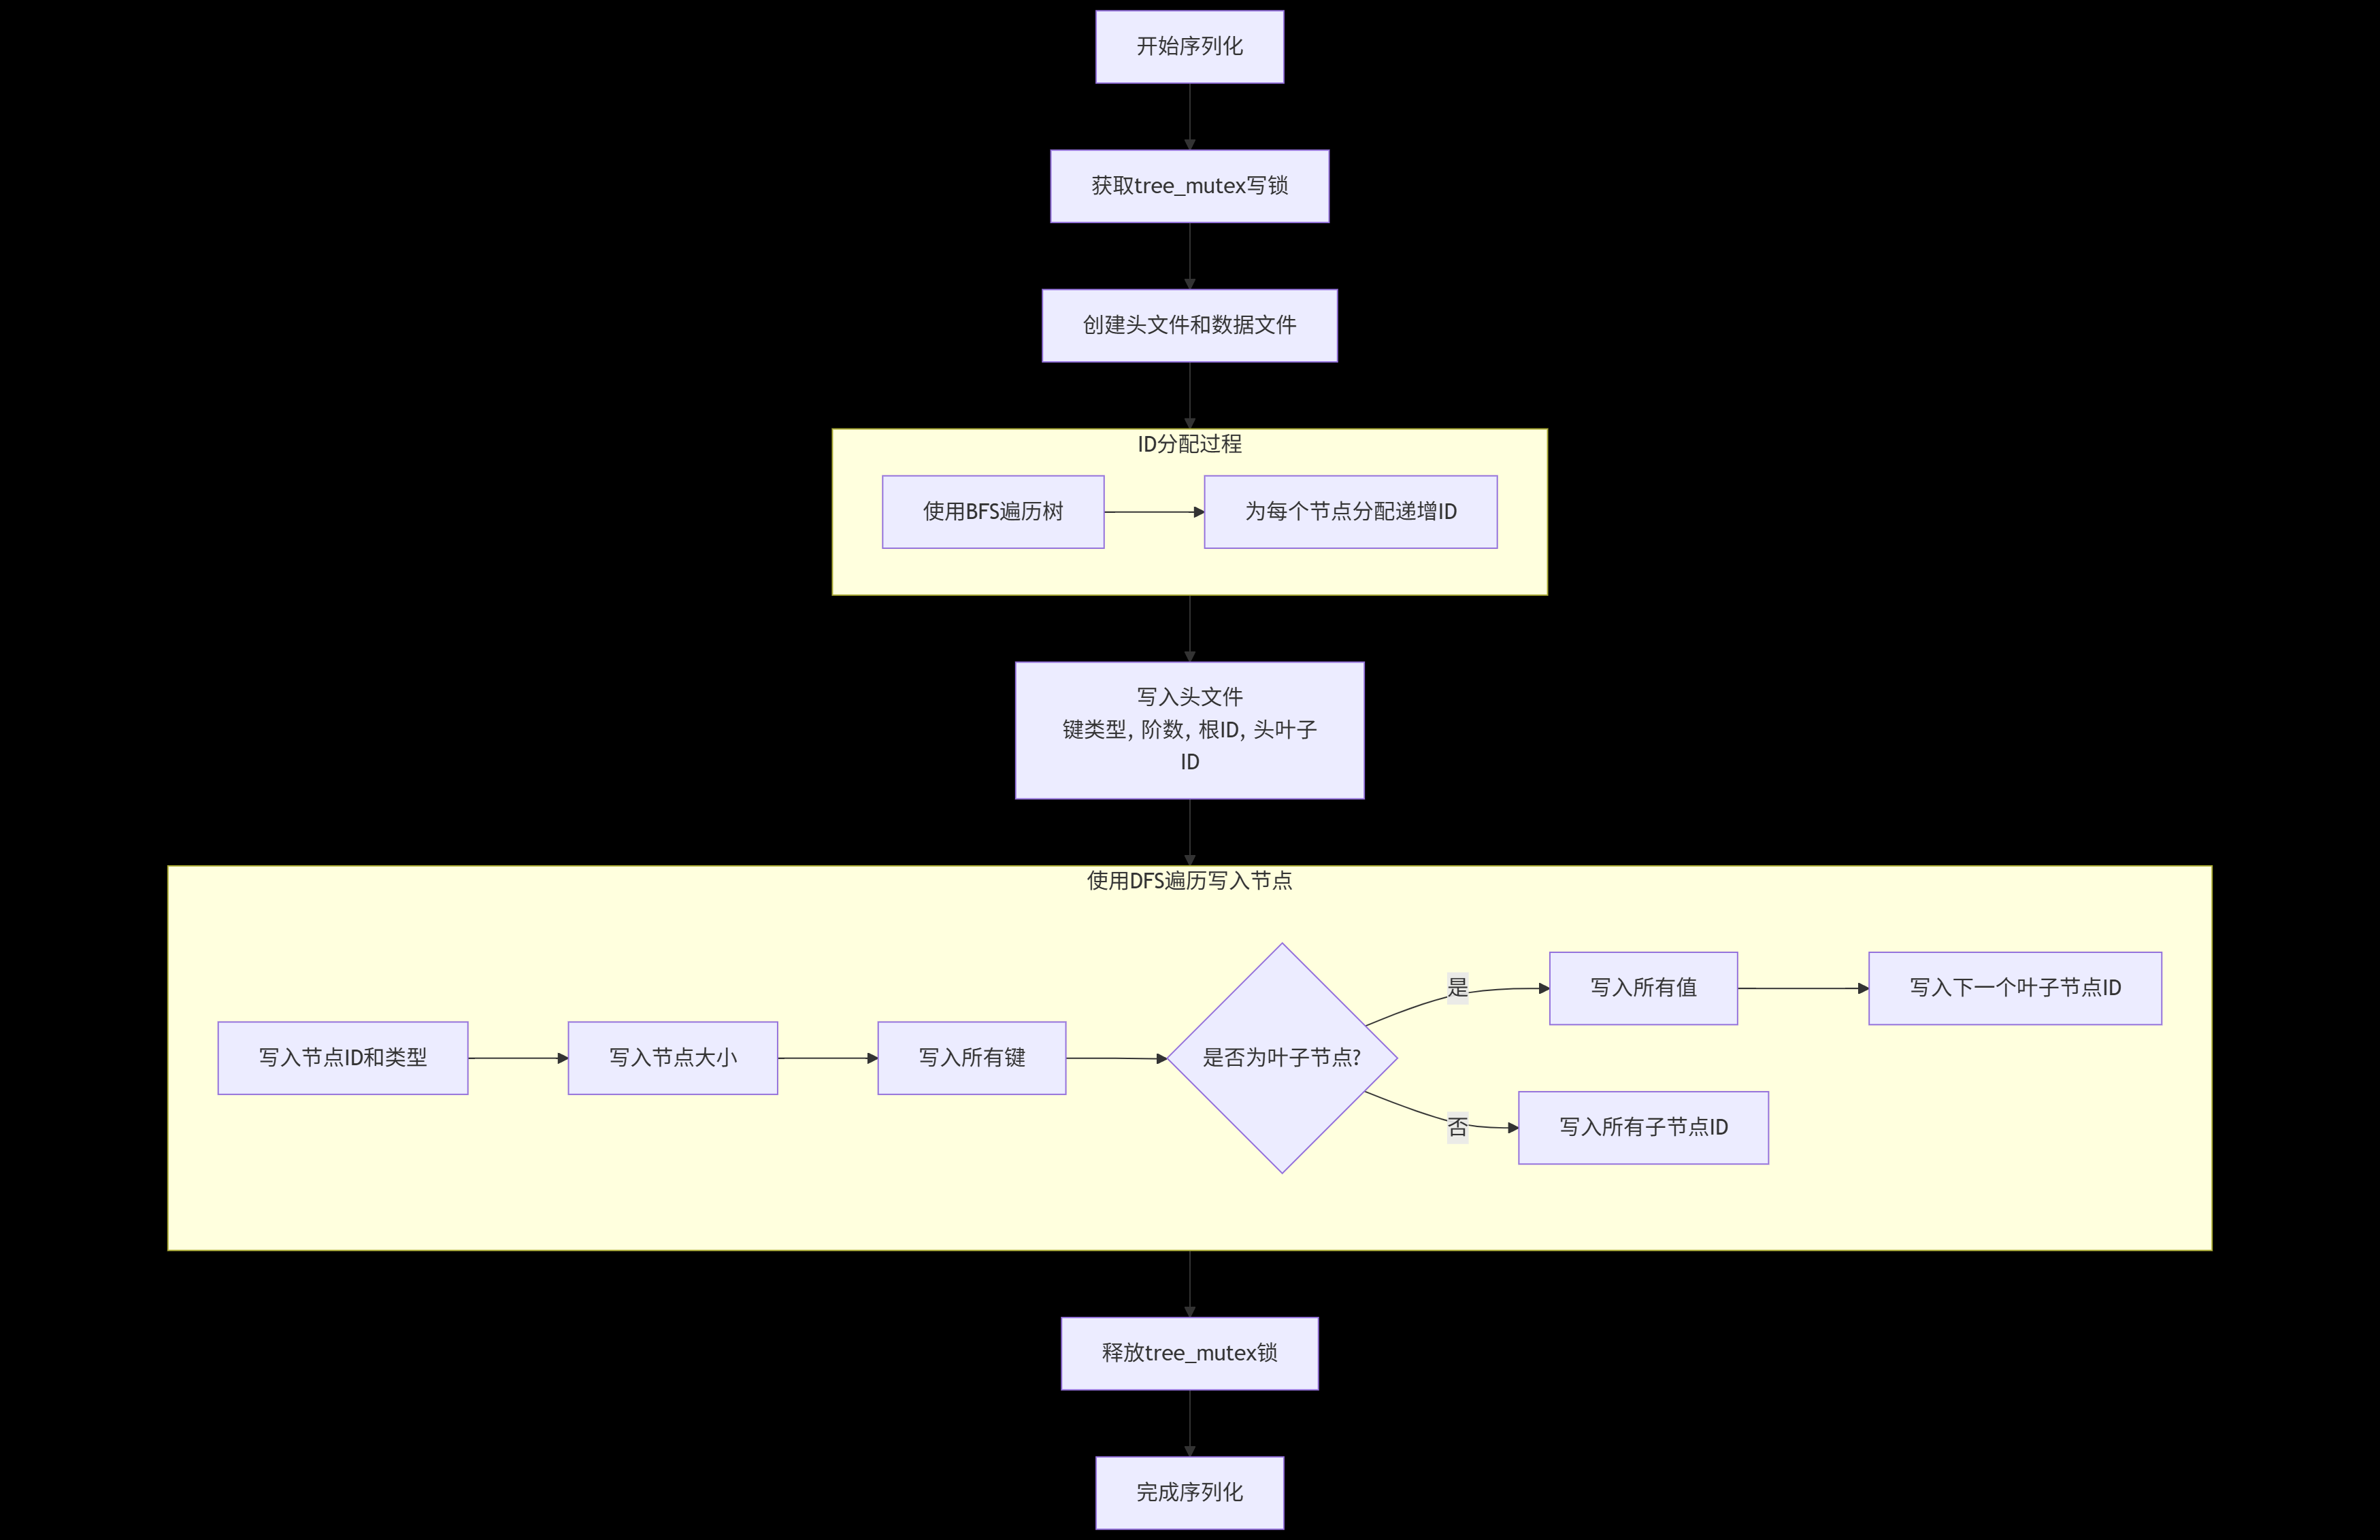 开始序列化
获取tree_mutex写锁
创建头文件和数据文件
ID分配过程
使用BFS遍历树
为每个节点分配递增ID
写入头文件
键类型, 阶数, 根ID, 头叶子
ID
使用DFS遍历写入节点
写入节点ID和类型
写入节点大小
写入所有键
是否为叶子节点?
是
写入所有值
写入下一个叶子节点ID
否
写入所有子节点ID
释放tree_mutex锁
完成序列化